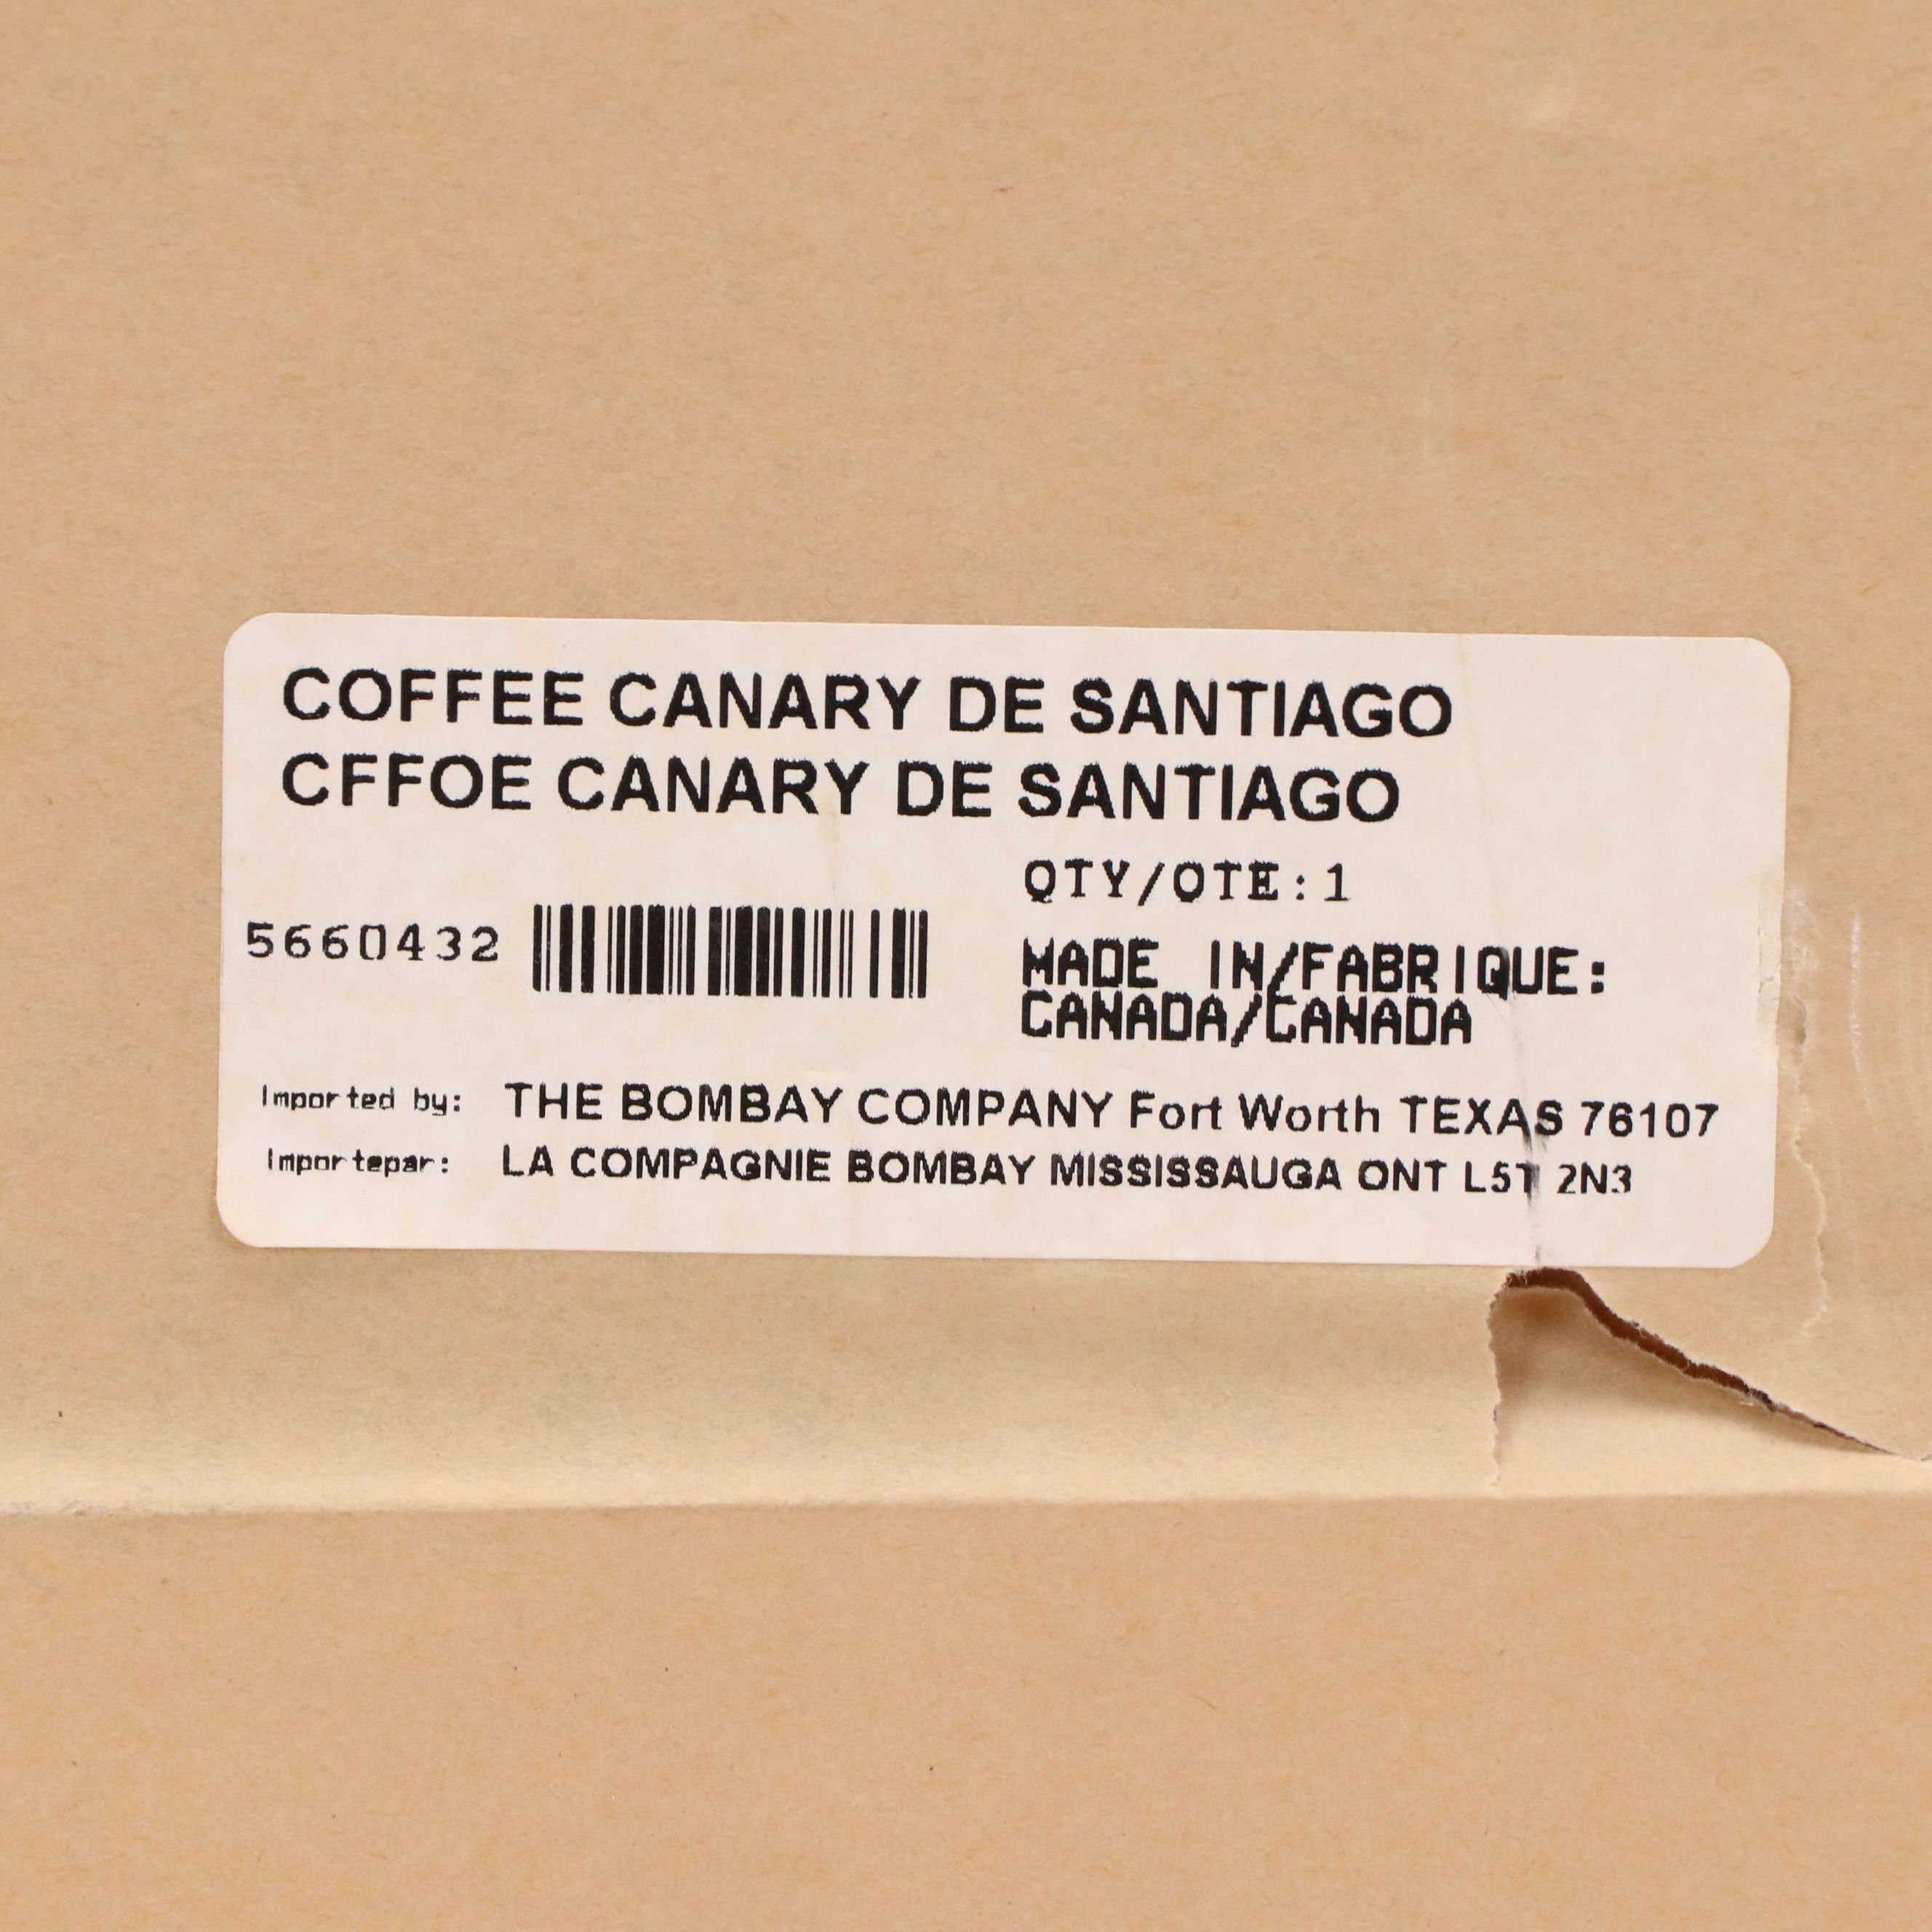 COFFEE CANARY DE SANTIAGO
CFFOE CANARY DE SANTIAGO
QTY/QTE:1
5660432
MADE IN/FABRIQUE:
CANADA/CANADA
Imported by: THE BOMBAY COMPANY Fort Worth TEXAS 76107
Importepar: LA COMPAGNIE BOMBAY MISSISSAUGA ONT L5T 2N3